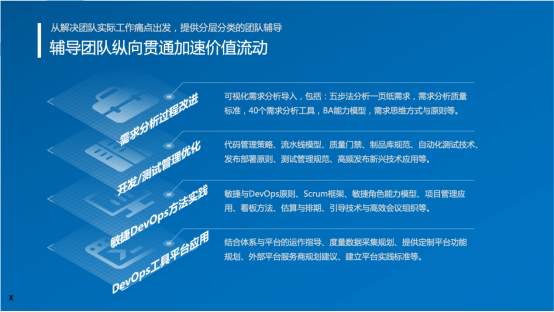 从解决团队实际工作痛点出发，提供分层分类的团队辅导
辅导团队纵向贯通加速价值流动
需求分析过程改进
可视化需求分析导入，包括：五步法分析一页纸需求，需求分析质量
标准，40个需求分析工具，BA能力模型，需求思维方式与原则等。
开发/测试管理优化
代码管理策略、流水线模型、质量门禁、制品库规范、自动化测试技术、
发布部署原则、测试管理规范、高频发布新兴技术应用等。
敏捷DevOps方法实践
敏捷与DevOps原则、Scrum框架、敏捷角色能力模型、项目管理应
用、看板方法、估算与排期、引导技术与高效会议组织等。
DevOps工具平台应用
结合体系与平台的运作指导、度量数据采集规划、提供定制平台功能
规划、外部平台服务商规划建议、建立平台实践标准等。
X